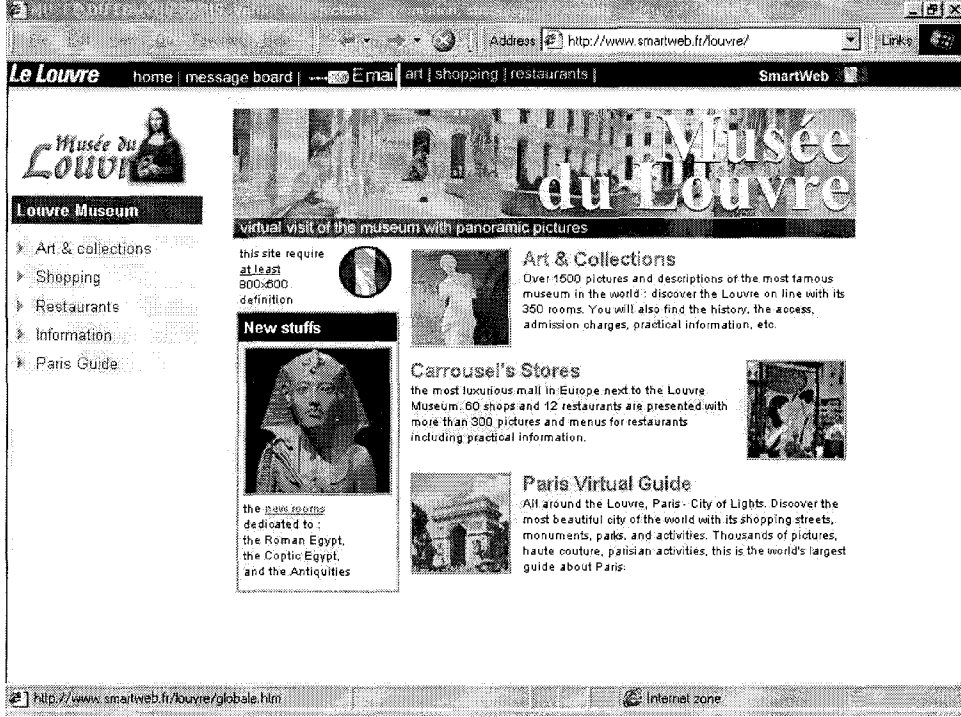 Address http://www.smartweb.fr/louvre/ Links
Le Louvre home | message board | Email art | shopping | restaurants | SmartWeb
Musée du
Louvre
Louvre Museum
Art & collections
Shopping
Restaurants
Information
Paris Guide
Musée
du Louvre
virtual visit of the museum with panoramic pictures
this site require
at least
800x600
definition
New stuffs
the new rooms
dedicated to :
the Roman Egypt,
the Coptic Egypt,
and the Antiquities
Art & Collections
Over 1500 pictures and descriptions of the most famous
museum in the world : discover the Louvre on line with its
350 rooms. You will also find the history, the access,
admission charges, practical information, etc.
Carrousel's Stores
the most luxurious mall in Europe next to the Louvre
Museum. 60 shops and 12 restaurants are presented with
more than 300 pictures and menus for restaurants
including practical information.
Paris Virtual Guide
All around the Louvre, Paris - City of Lights. Discover the
most beautiful city of the world with its shopping streets,
monuments, parks, and activities. Thousands of pictures,
haute couture, parisian activities, this is the world's largest
guide about Paris.
http://www.smartweb.fr/louvre/globale.htm Internet zone